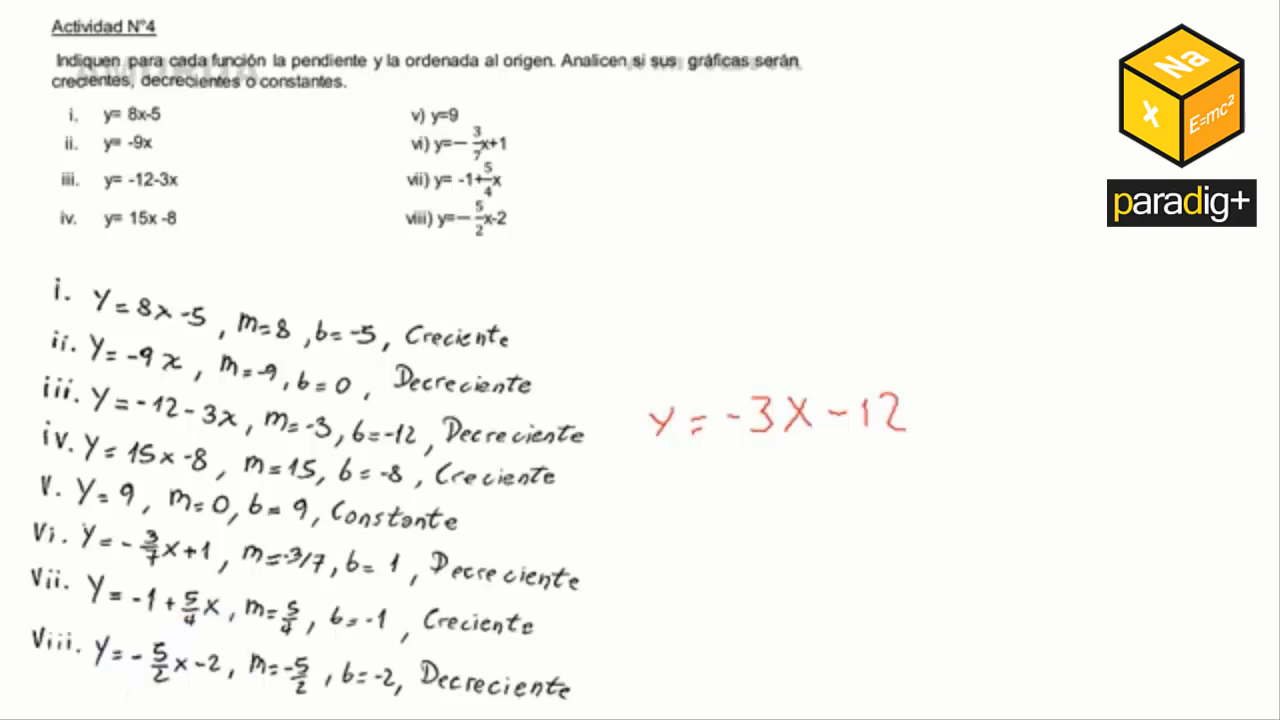 Actividad N°4
Indiquen para cada función la pendiente y la ordenada al origen. Analicen si sus gráficas serán
crecientes, decrecientes o constantes.
i. y= 8x-5
ii. y= -9x
iii. y= -12-3x
iv. y= 15x -8
v) y=9
vi) y=-3/7x+1
vii) y= -1+5/4x
viii) y=-5/2x-2
Na
x
E=mc²
paradig+
i. y=8x-5, m=8, b=-5, Creciente
ii. y=-9x, m=-9, b=0, Decreciente
iii. y=-12-3x, m=-3, b=-12, Decreciente
y=-3x-12
iv. y=15x-8, m=15, b=-8, Creciente
v. y=9, m=0, b=9, Constante
vi. y=-3/7x+1, m=-3/7, b=1, Decreciente
vii. y=-1+5/4x, m=5/4, b=-1, Creciente
viii. y=-5/2x-2, m=-5/2, b=-2, Decreciente